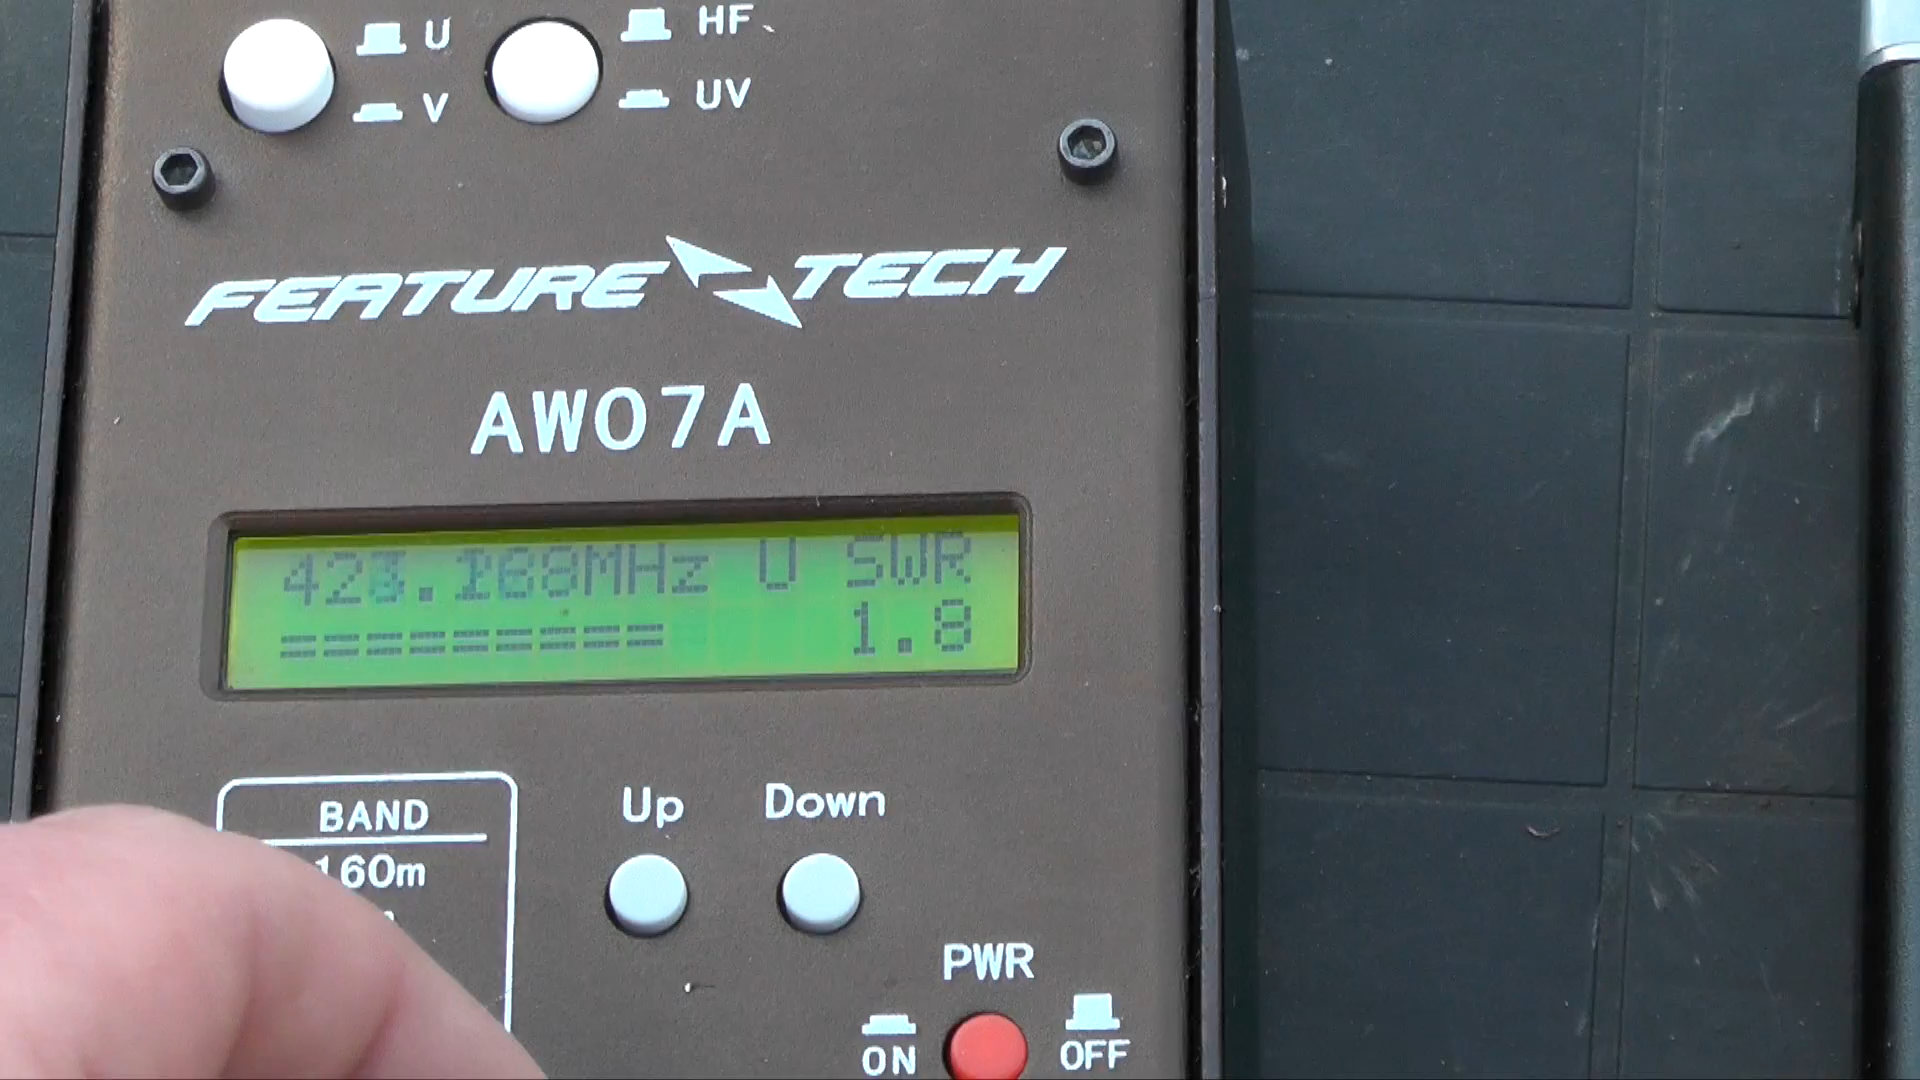 U HF
V UV
FEATURE TECH
AW07A
MHz U SWR
========= 1.8
BAND Up Down
160m
PWR
ON OFF